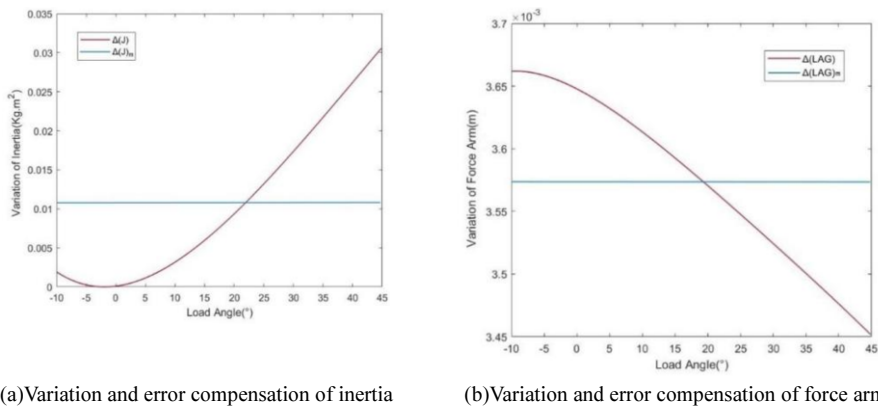 0.035
0.03
0.025
0.02
0.015
0.01
0.005
0
-10 -5 0 5 10 15 20 25 30 35 40 45
Load Angle(°)
Variation of Inertia(Kg.m²)
Δ(J)
Δ(J)m
×10⁻³
3.7
3.65
3.6
3.55
3.5
3.45
-10 -5 0 5 10 15 20 25 30 35 40 45
Load Angle(°)
Variation of Force Arm(m)
Δ(LAG)
Δ(LAG)m
(a)Variation and error compensation of inertia
(b)Variation and error compensation of force arm